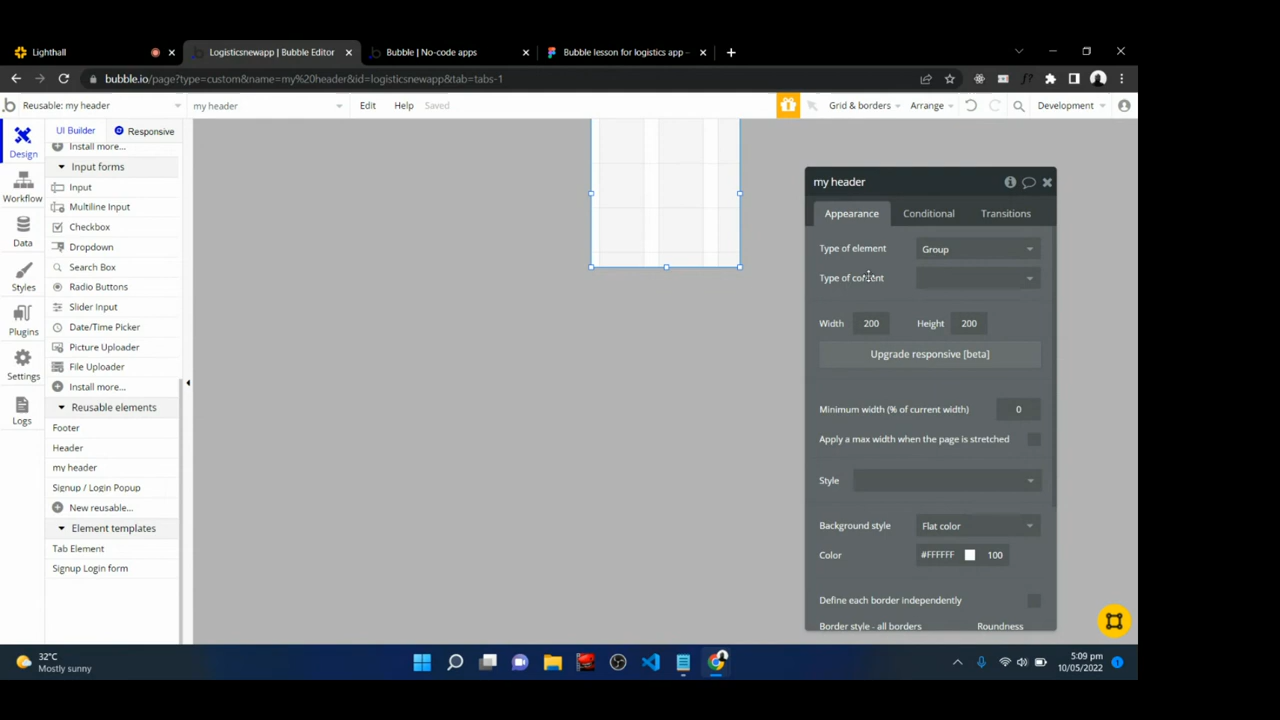 Lighthall
Logisticsnewapp | Bubble Editor
Bubble | No-code apps
Bubble lesson for logistics app –
bubble.io/page?type=custom&name=my%20header&id=logisticsnewapp&tab=tabs-1
Reusable: my header
my header
Edit
Help
Saved
Grid & borders
Arrange
Development
Design
Workflow
Data
Styles
Plugins
Settings
Logs
UI Builder
Responsive
Install more...
Input forms
Input
Multiline Input
Checkbox
Dropdown
Search Box
Radio Buttons
Slider Input
Date/Time Picker
Picture Uploader
File Uploader
Install more...
Reusable elements
Footer
Header
my header
Signup / Login Popup
New reusable...
Element templates
Tab Element
Signup Login form
my header
Appearance
Conditional
Transitions
Type of element
Group
Type of content
Width
200
Height
200
Upgrade responsive [beta]
Minimum width (% of current width)
0
Apply a max width when the page is stretched
Style
Background style
Flat color
Color
#FFFFFF
100
Define each border independently
Border style - all borders
Roundness
32°C
Mostly sunny
5:09 pm
10/05/2022